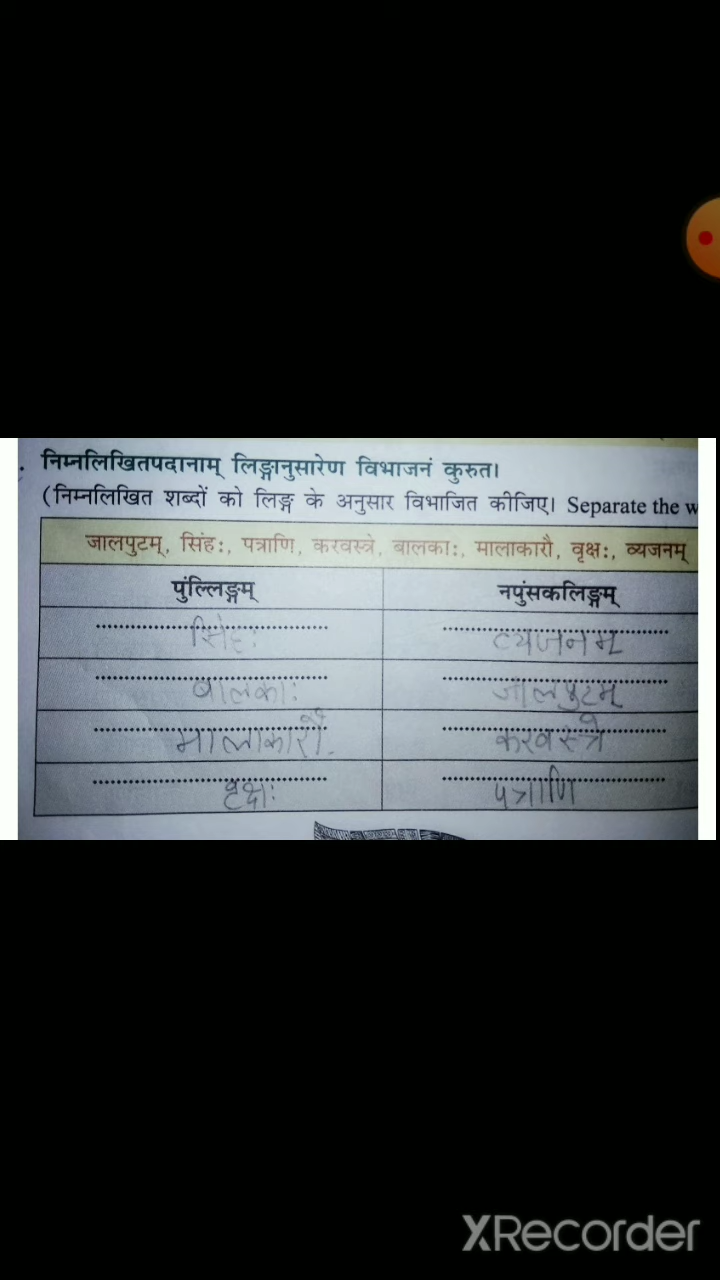 . निम्नलिखितपदानाम् लिङ्गानुसारेण विभाजनं कुरुत।
(निम्नलिखित शब्दों को लिङ्ग के अनुसार विभाजित कीजिए। Separate the w
जालपुटम्, सिंहः, पत्राणि, करवस्त्रे, बालकाः, मालाकारौ, वृक्षः, व्यजनम्
पुंल्लिङ्गम् नपुंसकलिङ्गम्
सिंहः व्यजनम
बालकाः जालपुटम्
मालाकारौ करवस्त्रे
वृक्षः पत्राणि
XRecorder